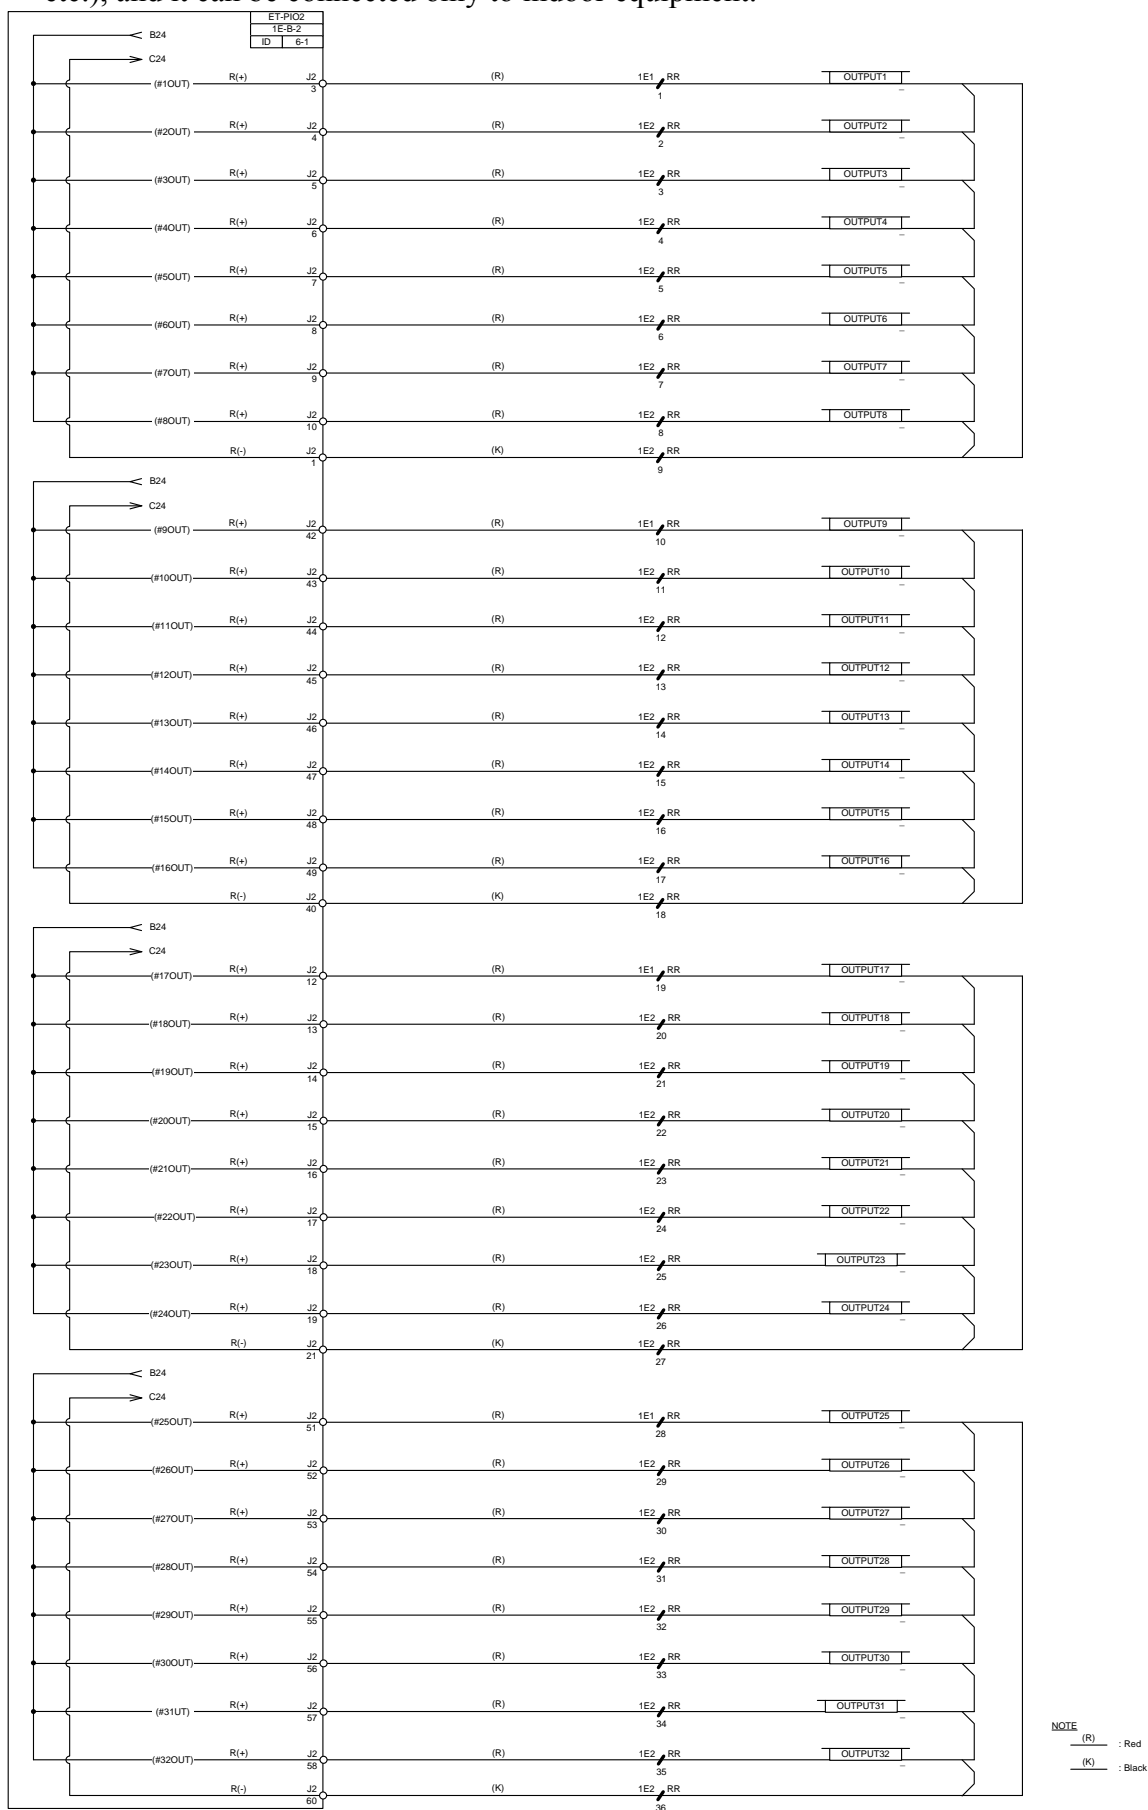 etc.), and it can be connected only to indoor equipment.
ET-PIO2
1E-B-2
ID 6-1
B24
C24
(#1OUT) R(+) J2 3 (R) 1E1 RR 1 OUTPUT1
(#2OUT) R(+) J2 4 (R) 1E2 RR 2 OUTPUT2
(#3OUT) R(+) J2 5 (R) 1E2 RR 3 OUTPUT3
(#4OUT) R(+) J2 6 (R) 1E2 RR 4 OUTPUT4
(#5OUT) R(+) J2 7 (R) 1E2 RR 5 OUTPUT5
(#6OUT) R(+) J2 8 (R) 1E2 RR 6 OUTPUT6
(#7OUT) R(+) J2 9 (R) 1E2 RR 7 OUTPUT7
(#8OUT) R(+) J2 10 (R) 1E2 RR 8 OUTPUT8
R(-) J2 1 (K) 1E2 RR 9
B24
C24
(#9OUT) R(+) J2 42 (R) 1E1 RR 10 OUTPUT9
(#10OUT) R(+) J2 43 (R) 1E2 RR 11 OUTPUT10
(#11OUT) R(+) J2 44 (R) 1E2 RR 12 OUTPUT11
(#12OUT) R(+) J2 45 (R) 1E2 RR 13 OUTPUT12
(#13OUT) R(+) J2 46 (R) 1E2 RR 14 OUTPUT13
(#14OUT) R(+) J2 47 (R) 1E2 RR 15 OUTPUT14
(#15OUT) R(+) J2 48 (R) 1E2 RR 16 OUTPUT15
(#16OUT) R(+) J2 49 (R) 1E2 RR 17 OUTPUT16
R(-) J2 40 (K) 1E2 RR 18
B24
C24
(#17OUT) R(+) J2 12 (R) 1E1 RR 19 OUTPUT17
(#18OUT) R(+) J2 13 (R) 1E2 RR 20 OUTPUT18
(#19OUT) R(+) J2 14 (R) 1E2 RR 21 OUTPUT19
(#20OUT) R(+) J2 15 (R) 1E2 RR 22 OUTPUT20
(#21OUT) R(+) J2 16 (R) 1E2 RR 23 OUTPUT21
(#22OUT) R(+) J2 17 (R) 1E2 RR 24 OUTPUT22
(#23OUT) R(+) J2 18 (R) 1E2 RR 25 OUTPUT23
(#24OUT) R(+) J2 19 (R) 1E2 RR 26 OUTPUT24
R(-) J2 21 (K) 1E2 RR 27
B24
C24
(#25OUT) R(+) J2 51 (R) 1E1 RR 28 OUTPUT25
(#26OUT) R(+) J2 52 (R) 1E2 RR 29 OUTPUT26
(#27OUT) R(+) J2 53 (R) 1E2 RR 30 OUTPUT27
(#28OUT) R(+) J2 54 (R) 1E2 RR 31 OUTPUT28
(#29OUT) R(+) J2 55 (R) 1E2 RR 32 OUTPUT29
(#30OUT) R(+) J2 56 (R) 1E2 RR 33 OUTPUT30
(#31UT) R(+) J2 57 (R) 1E2 RR 34 OUTPUT31
(#32OUT) R(+) J2 58 (R) 1E2 RR 35 OUTPUT32
R(-) J2 60 (K) 1E2 RR 36
NOTE
(R) : Red
(K) : Black